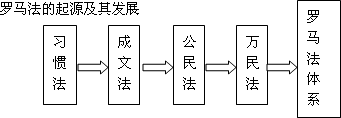 罗马法的起源及其发展
习惯法
成文法
公民法
万民法
罗马法体系